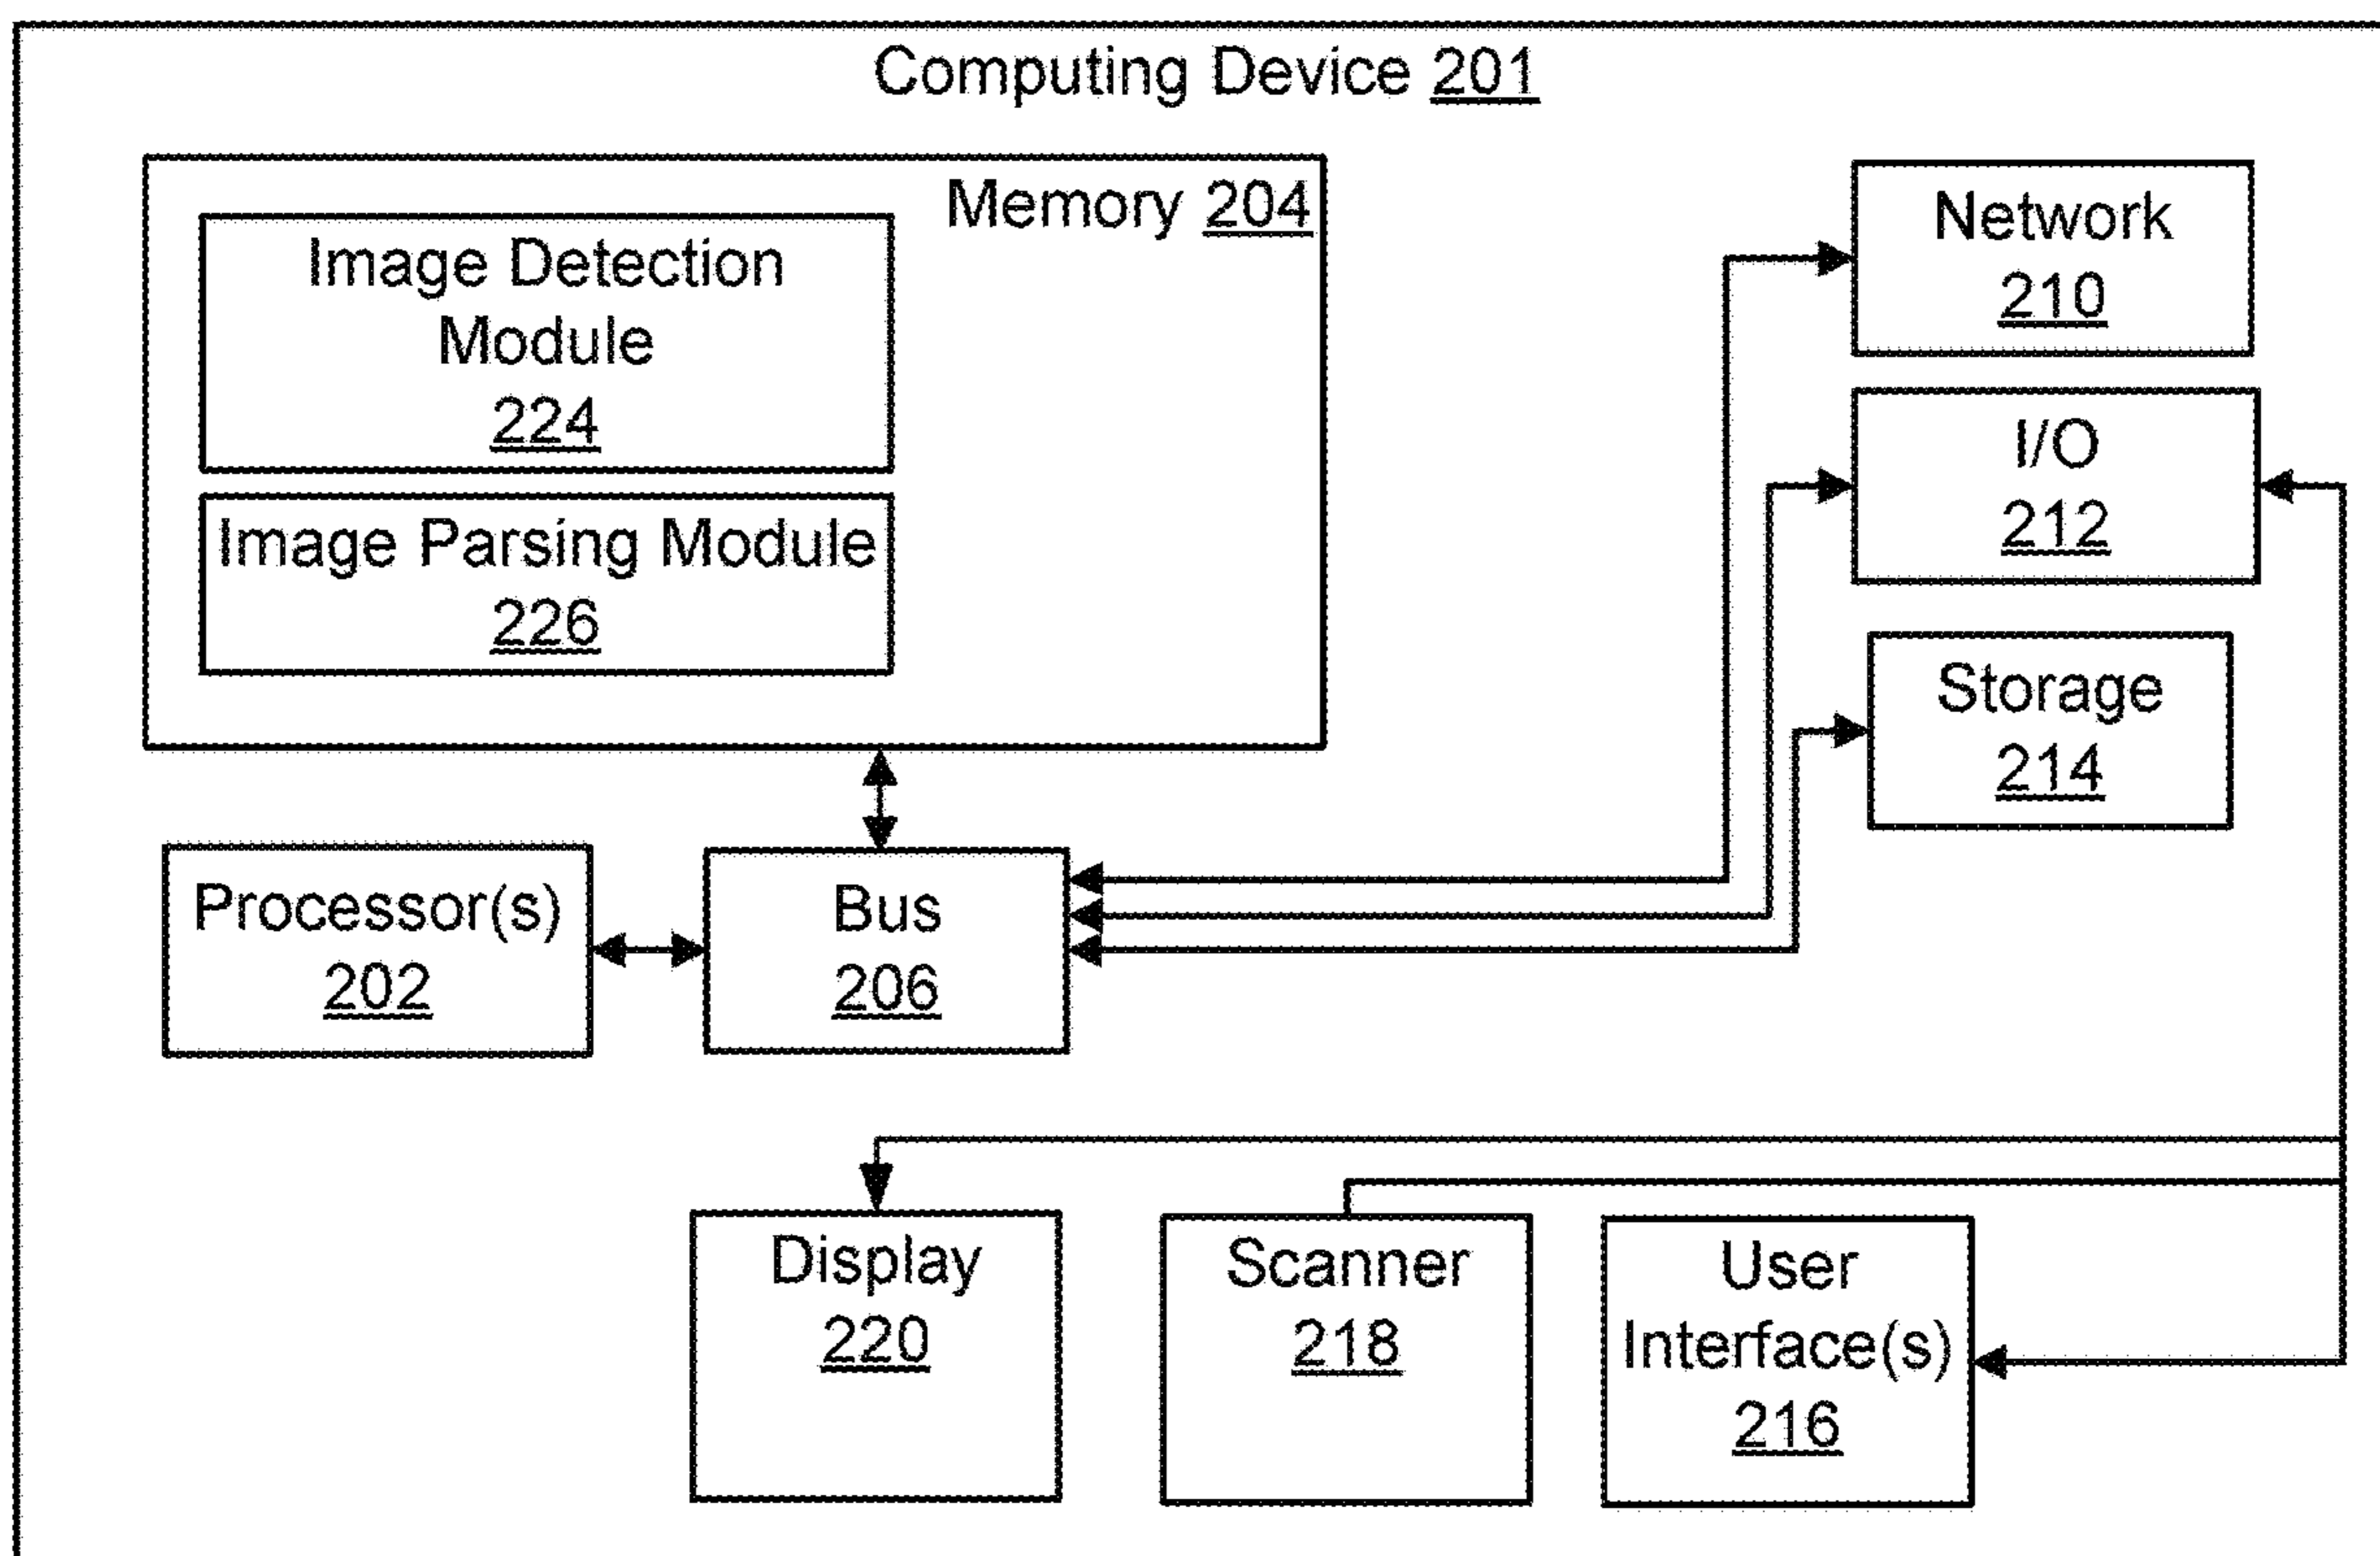 Computing Device 201
Memory 204
Image Detection
Module
224
Image Parsing Module
226
Network
210
I/O
212
Storage
214
Processor(s)
202
Bus
206
Display
220
Scanner
218
User
Interface(s)
216